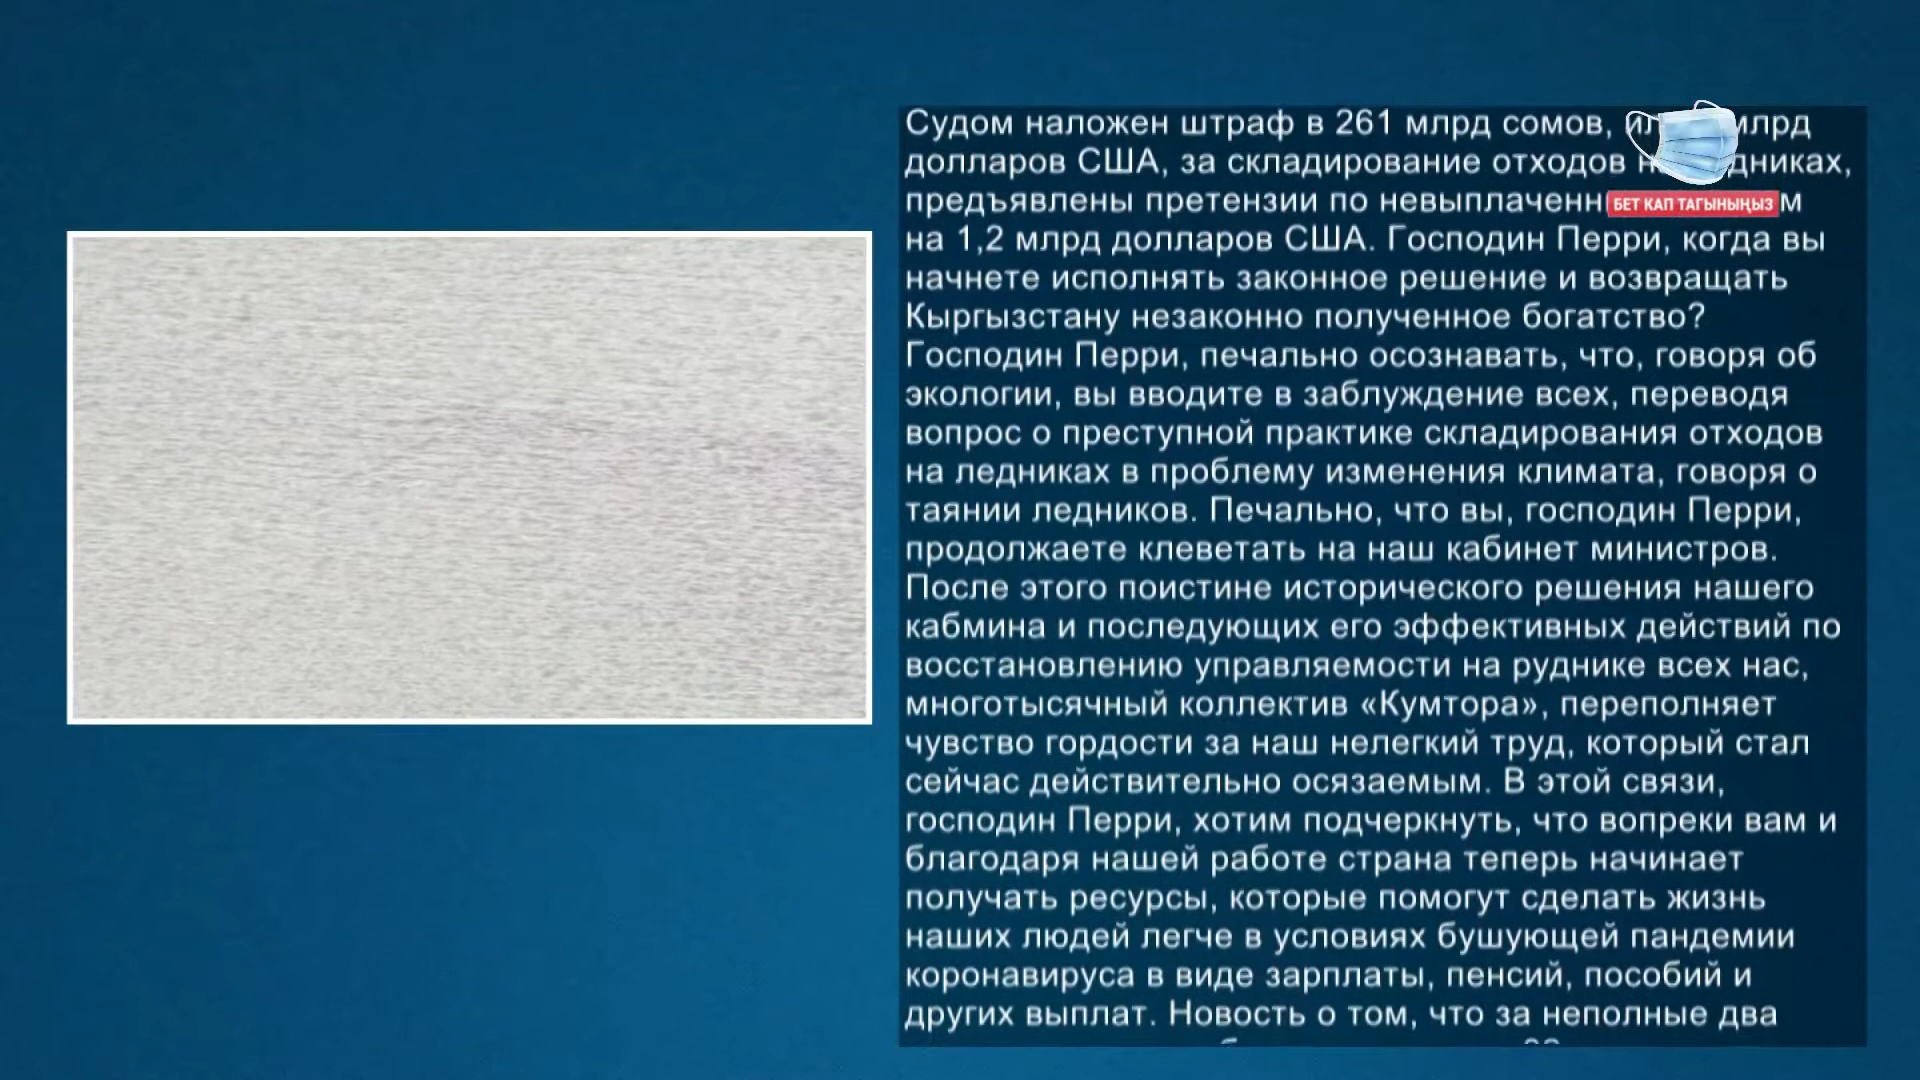 Судом наложен штраф в 261 млрд сомов, млрд
долларов США, за складирование отходов
предъявлены претензии по
на 1,2 млрд долларов США. Господин Перри, когда вы
начнете исполнять законное решение и возвращать
Кыргызстану незаконно полученное богатство?
Господин Перри, печально осознавать, что, говоря об
экологии, вы вводите в заблуждение всех, переводя
вопрос о преступной практике складирования отходов
на ледниках в проблему изменения климата, говоря о
таянии ледников. Печально, что вы, господин Перри,
продолжаете клеветать на наш кабинет министров.
После этого поистине исторического решения нашего
кабмина и последующих его эффективных действий по
восстановлению управляемости на руднике всех нас,
многотысячный коллектив «Кумтора», переполняет
чувство гордости за наш нелегкий труд, который стал
сейчас действительно осязаемым. В этой связи,
господин Перри, хотим подчеркнуть, что вопреки вам и
благодаря нашей работе страна теперь начинает
получать ресурсы, которые помогут сделать жизнь
наших людей легче в условиях бушующей пандемии
коронавируса в виде зарплаты, пенсий, пособий и
других выплат. Новость о том, что за неполные два
БЕТ КАП ТАГЫНЫҢЫЗ